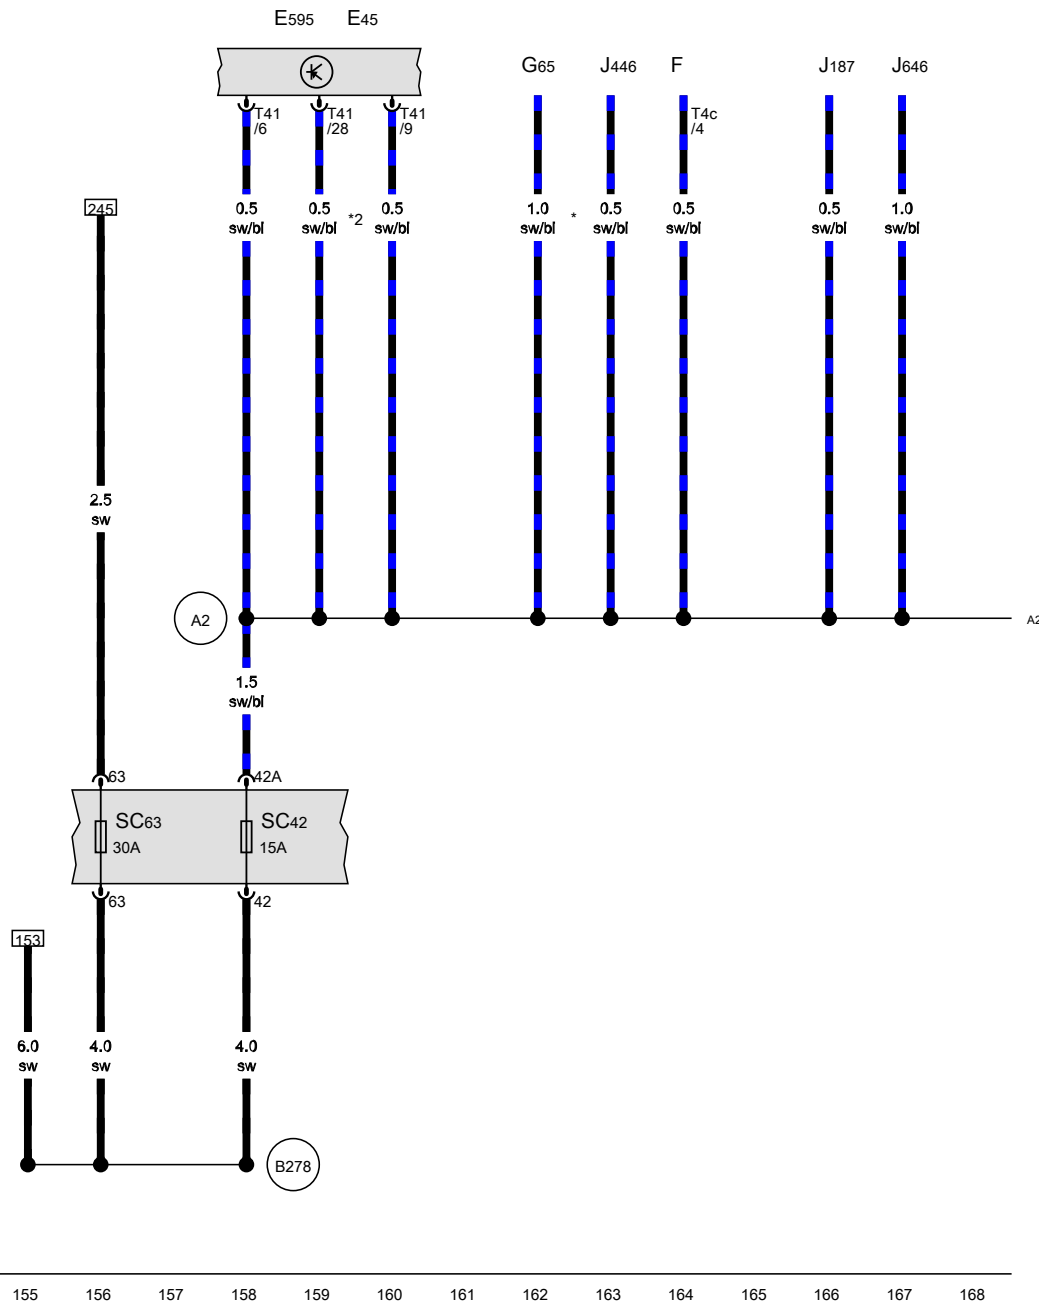 E595 E45
G65 J446 F J187 J646
T41 T41 T41 T4c
/6 /28 /9 /4
245
0.5 0.5 *2 0.5 1.0 * 0.5 0.5 0.5 1.0
sw/bl sw/bl sw/bl sw/bl sw/bl sw/bl sw/bl sw/bl
2.5
sw
A2 A2
1.5
sw/bl
63 42A
SC63 SC42
30A 15A
63 42
153
6.0 4.0 4.0
sw sw sw
B278
155 156 157 158 159 160 161 162 163 164 165 166 167 168